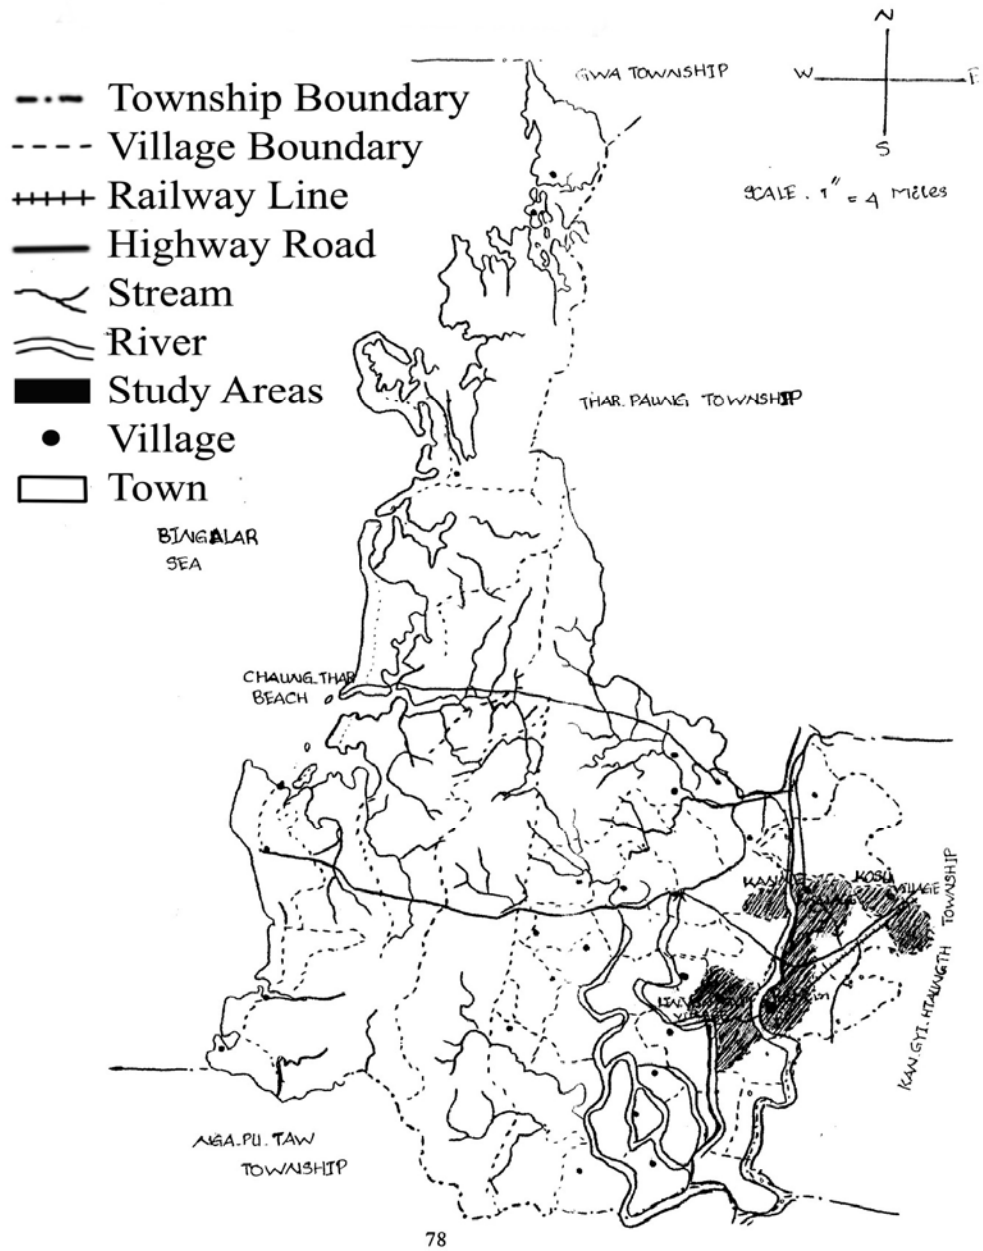 N
GWA TOWNSHIP
W E
Township Boundary
S
Village Boundary
SCALE . 1" = 4 Miles
Railway Line
Highway Road
Stream
River
Study Areas
THAR. PAUNG TOWNSHIP
Village
Town
BINGALAR
SEA
CHAUNG.THAR
BEACH
KOSU
VILLAGE
KAN.GYI.HTAUNGTH TOWNSHIP
NGA.PU.TAW
TOWNSHIP
78